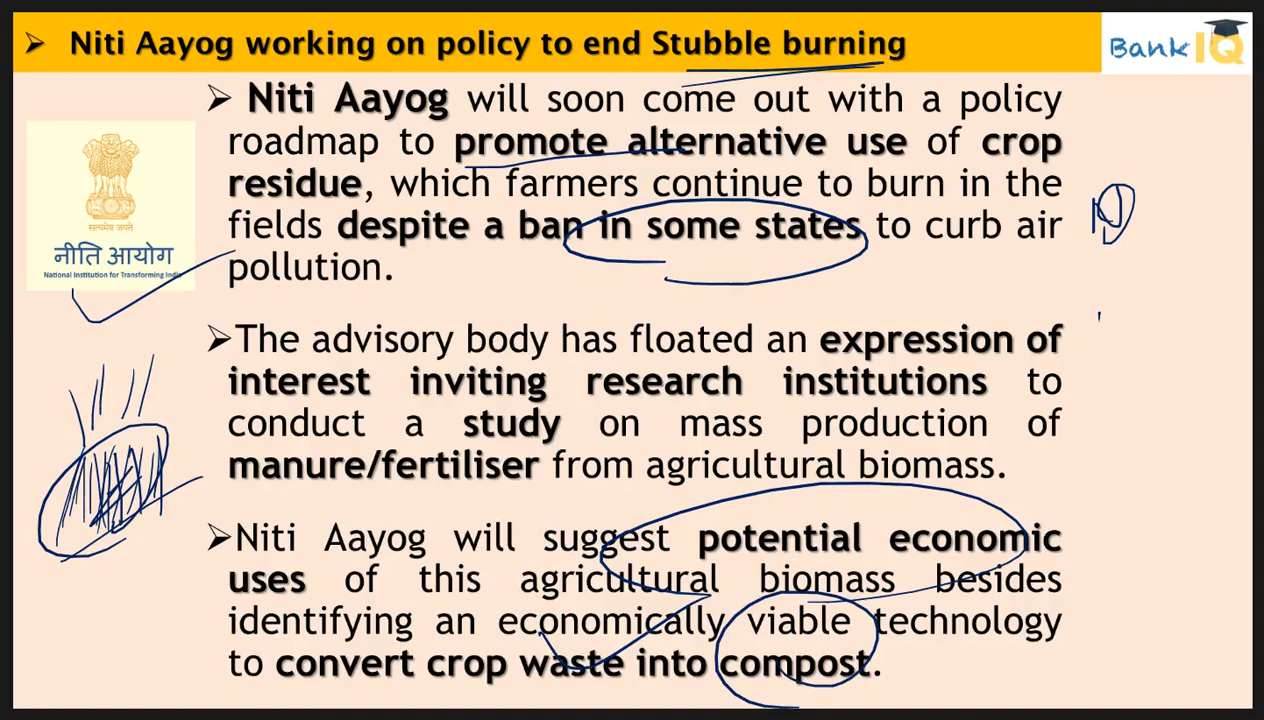 ➢ Niti Aayog working on policy to end Stubble burning
Bank IQ
➢ Niti Aayog will soon come out with a policy
roadmap to promote alternative use of crop
residue, which farmers continue to burn in the
fields despite a ban in some states to curb air
pollution.
सत्यमेव जयते
नीति आयोग
National Institution for Transforming India
➢The advisory body has floated an expression of
interest inviting research institutions to
conduct a study on mass production of
manure/fertiliser from agricultural biomass.
➢Niti Aayog will suggest potential economic
uses of this agricultural biomass besides
identifying an economically viable technology
to convert crop waste into compost.